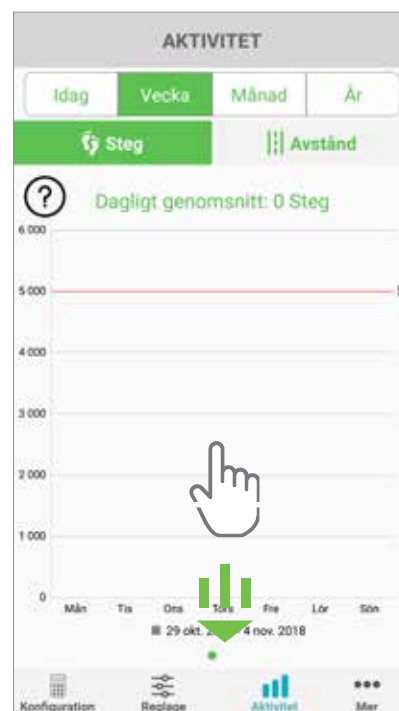 AKTIVITET
Idag Vecka Månad År
Steg Avstånd
? Dagligt genomsnitt: 0 Steg
6 000
5 000
4 000
3 000
2 000
1 000
0
Mån Tis Ons Tors Fre Lör Sön
29 okt. 4 nov. 2018
Konfiguration Reglage Aktivitet Mer